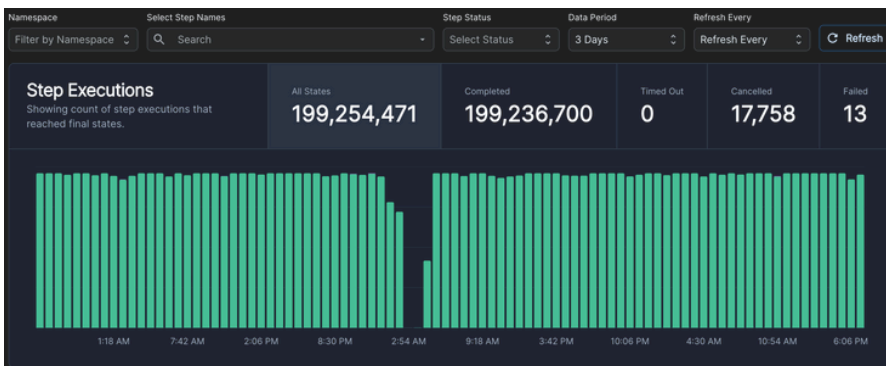 Namespace
Select Step Names
Step Status
Data Period
Refresh Every
Filter by Namespace
Search
Select Status
3 Days
Refresh Every
Refresh
Step Executions
Showing count of step executions that
reached final states.
All States
199,254,471
Completed
199,236,700
Timed Out
0
Cancelled
17,758
Failed
13
1:18 AM
7:42 AM
2:06 PM
8:30 PM
2:54 AM
9:18 AM
3:42 PM
10:06 PM
4:30 AM
10:54 AM
6:06 PM